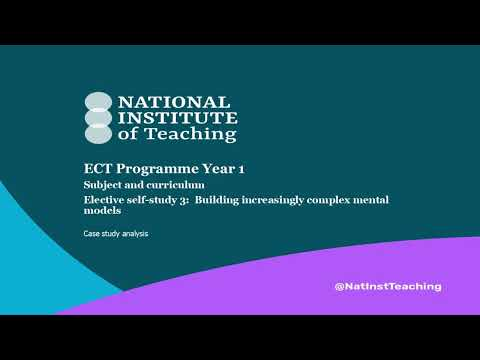 NATIONAL
INSTITUTE
of Teaching
ECT Programme Year 1
Subject and curriculum
Elective self-study 3: Building increasingly complex mental
models
Case study analysis
@NatInstTeaching